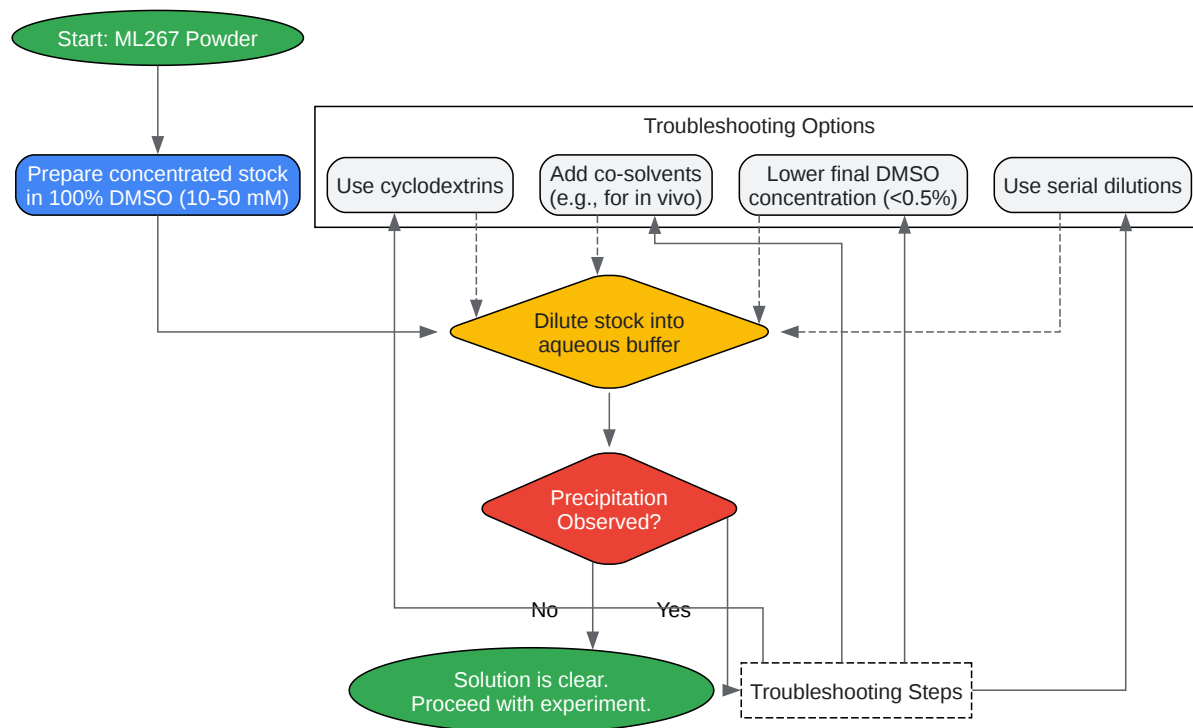 Start: ML267 Powder
Troubleshooting Options
Prepare concentrated stock
in 100% DMSO (10-50 mM)
Use cyclodextrins
Add co-solvents
(e.g., for in vivo)
Lower final DMSO
concentration (<0.5%)
Use serial dilutions
Dilute stock into
aqueous buffer
Precipitation
Observed?
No
Yes
Solution is clear.
Proceed with experiment.
Troubleshooting Steps